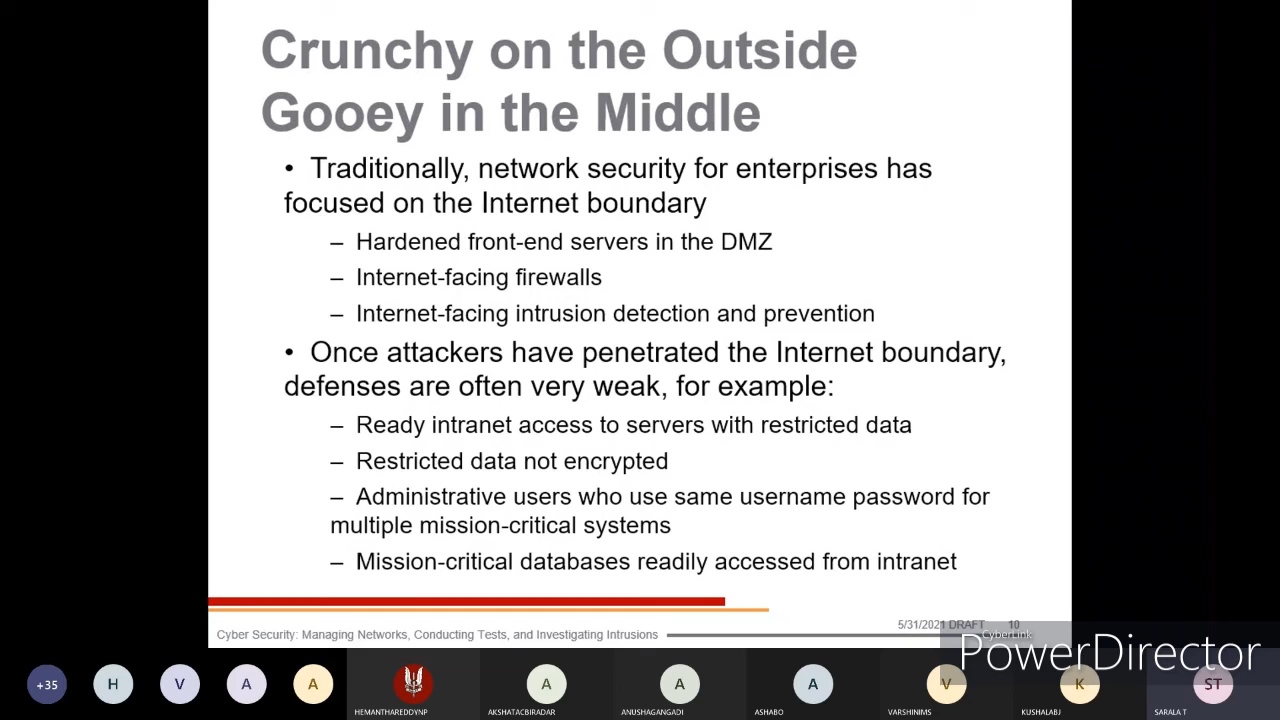 Crunchy on the Outside
Gooey in the Middle
• Traditionally, network security for enterprises has
focused on the Internet boundary
– Hardened front-end servers in the DMZ
– Internet-facing firewalls
– Internet-facing intrusion detection and prevention
• Once attackers have penetrated the Internet boundary,
defenses are often very weak, for example:
– Ready intranet access to servers with restricted data
– Restricted data not encrypted
– Administrative users who use same username password for
multiple mission-critical systems
– Mission-critical databases readily accessed from intranet
5/31/2021 DRAFT 10
Cyber Security: Managing Networks, Conducting Tests, and Investigating Intrusions
CyberLink
PowerDirector
+35 H V A A A A A V K ST
HEMANTHAREDDYNP AKSHATACBIRADAR ANUSHAGANGADI ASHABO VARSHINIMS KUSHALABJ SARALA T